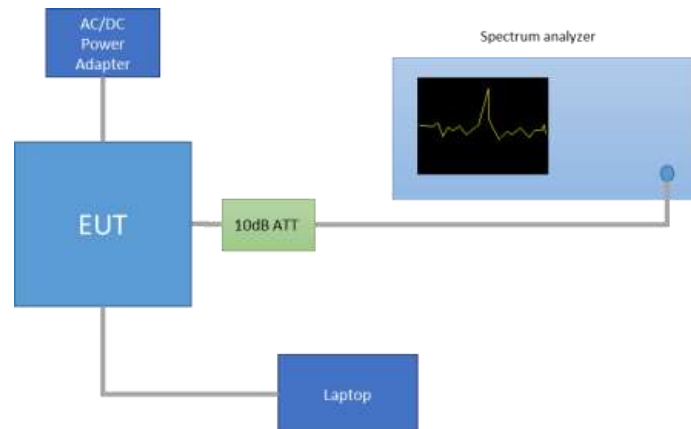 AC/DC
Power
Adapter
Spectrum analyzer
EUT
10dB ATT
Laptop